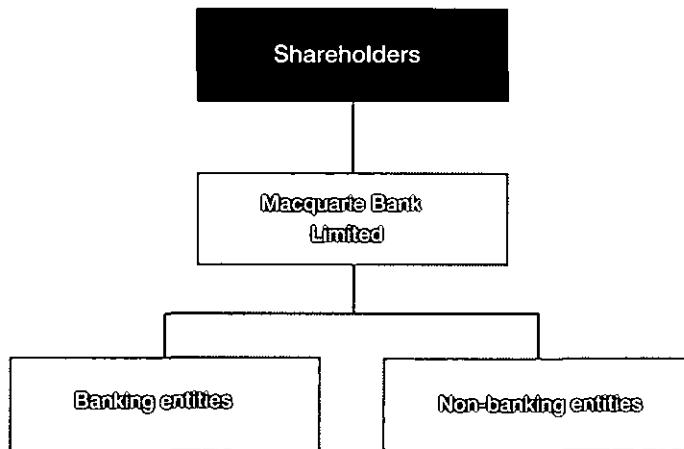 Shareholders
Macquarie Bank
Limited
Banking entities
Non-banking entities